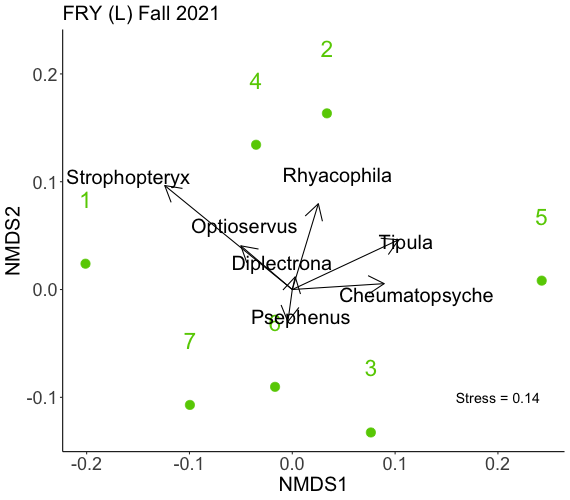 FRY (L) Fall 2021
2
4
0.2
Rhyacophila
Strophopteryx
0.1
1
5
Optioservus
Tipula
NMDS2
Diplectrona
0.0
Cheumatopsyche
Psephenus
6
7
3
-0.1
Stress = 0.14
-0.2 -0.1 0.0 0.1 0.2
NMDS1